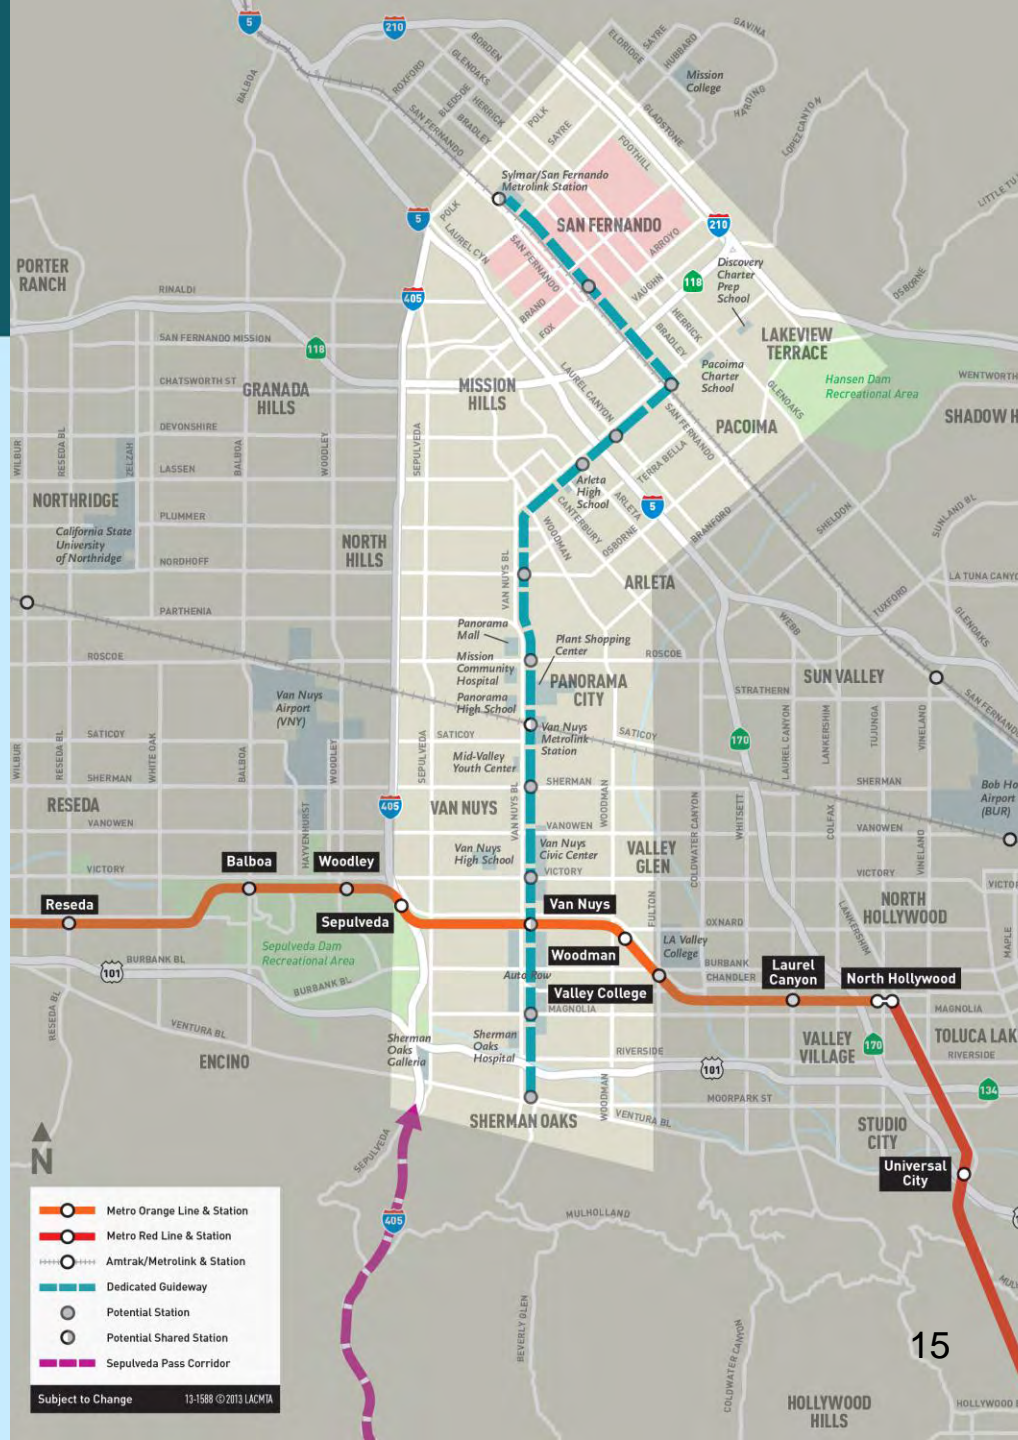 5
210
BALBOA
ROXFORD
BORDEN
GLENOAKS
BLEDSOE
HERRICK
BRADLEY
SAN FERNANDO
POLK
SAYRE
ELDRIDGE
SAYRE
HUBBARD
GAVINA
Mission
College
HARDING
GLADSTONE
FOOTHILL
LOPEZ CANYON
LITTLE TU
Sylmar/San Fernando
Metrolink Station
5
POLK
LAUREL CYN
SAN FERNANDO
SAN FERNANDO
ARROYO
VAUGHN
210
118
Discovery
Charter
Prep
School
OSBORNE
PORTER
RANCH
RINALDI
405
BRAND
FOX
HERRICK
BRADLEY
LAKEVIEW
TERRACE
SAN FERNANDO MISSION
118
CHATSWORTH ST
GRANADA
HILLS
MISSION
HILLS
LAUREL CANYON
Pacoima
Charter
School
GLENOAKS
Hansen Dam
Recreational Area
WENTWORTH
SHADOW H
PACOIMA
SAN FERNANDO
DEVONSHIRE
WILBUR
RESEDA BL
ZELZAH
LASSEN
BALBOA
WOODLEY
SEPULVEDA
TERRA BELLA
Arleta
High
School
ARLETA
CANTERBURY
OSBORNE
WOODMAN
5
BRANFORD
SHELDON
SUNLAND BL
NORTHRIDGE
PLUMMER
California State
University
of Northridge
NORDHOFF
NORTH
HILLS
VAN NUYS BL
ARLETA
LA TUNA CANYO
TUXFORD
GLENOAKS
WEBB
PARTHENIA
Panorama
Mall
Plant Shopping
Center
ROSCOE
ROSCOE
Mission
Community
Hospital
PANORAMA
CITY
SUN VALLEY
STRATHERN
SAN FERNANDO
Van Nuys
Airport
(VNY)
Panorama
High School
Van Nuys
Metrolink
Station
SATICOY
SATICOY
170
LAUREL CANYON
LANKERSHIM
TUJUNGA
VINELAND
WILBUR
RESEDA BL
WHITE OAK
BALBOA
WOODLEY
SEPULVEDA
Mid-Valley
Youth Center
SHERMAN
SHERMAN
SHERMAN
Bob Ho
Airport
(BUR)
RESEDA
405
VAN NUYS
VAN NUYS BL
WOODMAN
COLDWATER CANYON
WHITSETT
COLFAX
VINELAND
VANOWEN
VANOWEN
VANOWEN
HAYVENHURST
Van Nuys
High School
Van Nuys
Civic Center
VALLEY
GLEN
VICTORY
VICTORY
VICTORY
VICTO
Balboa
Woodley
Reseda
Sepulveda
Van Nuys
FULTON
OXNARD
LANKERSHIM
NORTH
HOLLYWOOD
MAPLE
Sepulveda Dam
Recreational Area
Woodman
LA Valley
College
101
BURBANK BL
BURBANK BL
Auto Row
BURBANK
CHANDLER
Laurel
Canyon
North Hollywood
Valley College
MAGNOLIA
MAGNOLIA
RESEDA BL
VENTURA BL
Sherman
Oaks
Galleria
Sherman
Oaks
Hospital
RIVERSIDE
VALLEY
VILLAGE
170
TOLUCA LAK
RIVERSIDE
ENCINO
101
134
WOODMAN
MOORPARK ST
SHERMAN OAKS
VENTURA BL
STUDIO
CITY
Universal
City
SEPULVEDA
N
405
MULHOLLAND
BEVERLY GLEN
COLDWATER CANYON
HOLLYWOOD
HILLS
Metro Orange Line & Station
Metro Red Line & Station
Amtrak/Metrolink & Station
Dedicated Guideway
Potential Station
Potential Shared Station
Sepulveda Pass Corridor
Subject to Change
13-1588 ©2013 LACMTA
15